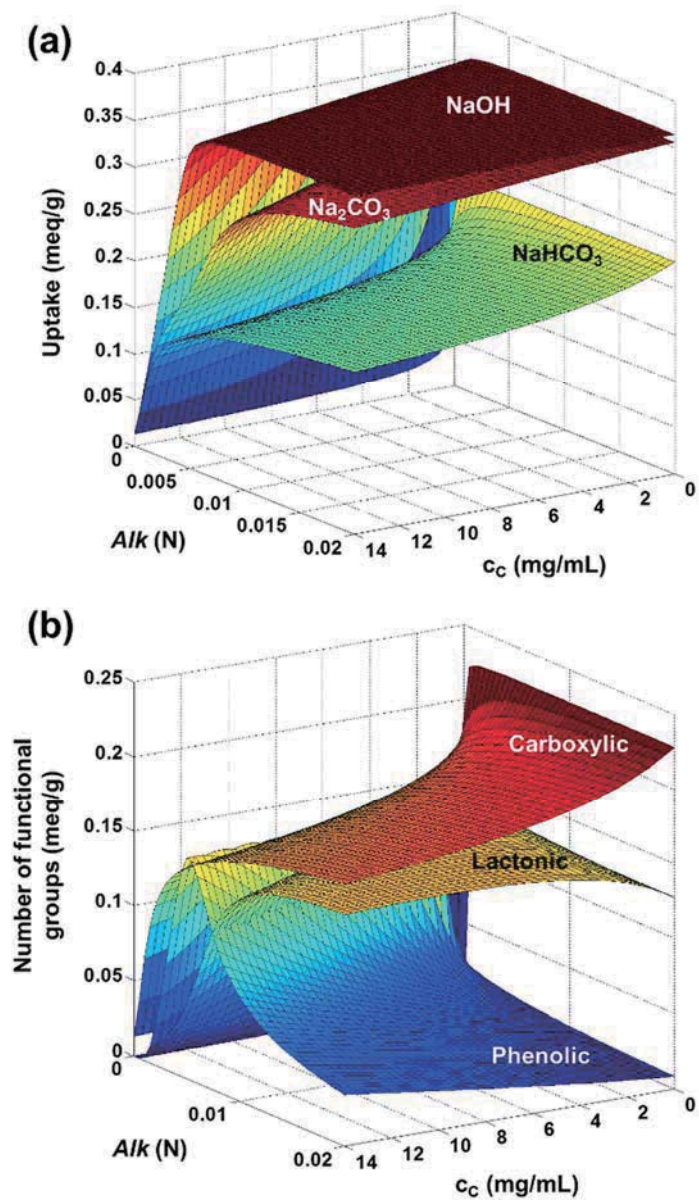 (a)
0.4
0.35
0.3
0.25
0.2
0.15
0.1
0.05
0
Uptake (meq/g)
NaOH
Na₂CO₃
NaHCO₃
0
0.005
0.01
0.015
0.02
Alk (N)
14
12
10
8
6
4
2
0
c_C (mg/mL)
(b)
0.25
0.2
0.15
0.1
0.05
0
Number of functional
groups (meq/g)
Carboxylic
Lactonic
Phenolic
0
0.01
0.02
Alk (N)
14
12
10
8
6
4
2
0
c_C (mg/mL)